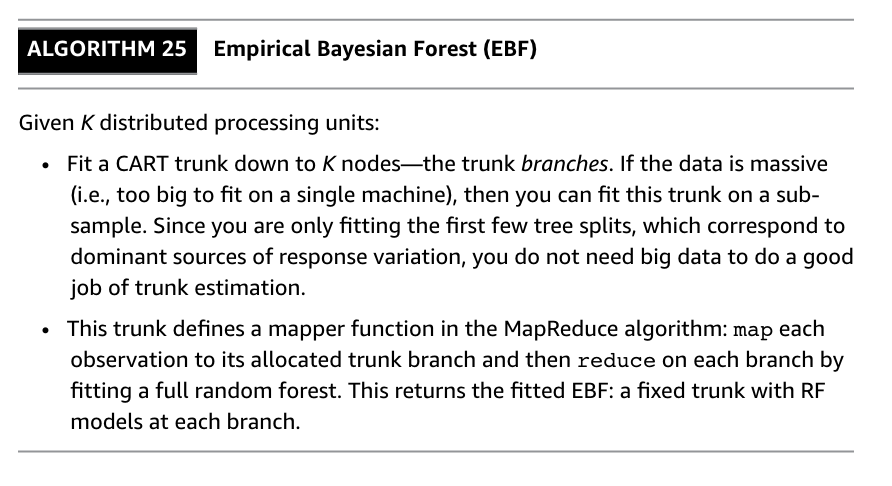 ALGORITHM 25 Empirical Bayesian Forest (EBF)
Given K distributed processing units:
• Fit a CART trunk down to K nodes—the trunk branches. If the data is massive
(i.e., too big to fit on a single machine), then you can fit this trunk on a sub-
sample. Since you are only fitting the first few tree splits, which correspond to
dominant sources of response variation, you do not need big data to do a good
job of trunk estimation.
• This trunk defines a mapper function in the MapReduce algorithm: map each
observation to its allocated trunk branch and then reduce on each branch by
fitting a full random forest. This returns the fitted EBF: a fixed trunk with RF
models at each branch.